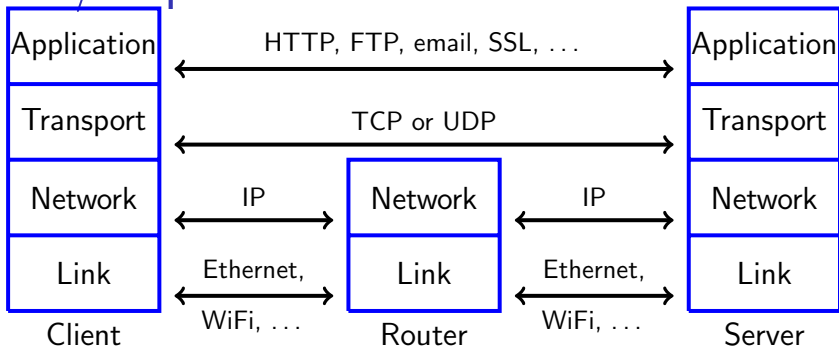 Application HTTP, FTP, email, SSL, . . . Application
Transport TCP or UDP Transport
Network IP Network IP Network
Link Ethernet, WiFi, . . . Link Ethernet, WiFi, . . . Link
Client Router Server